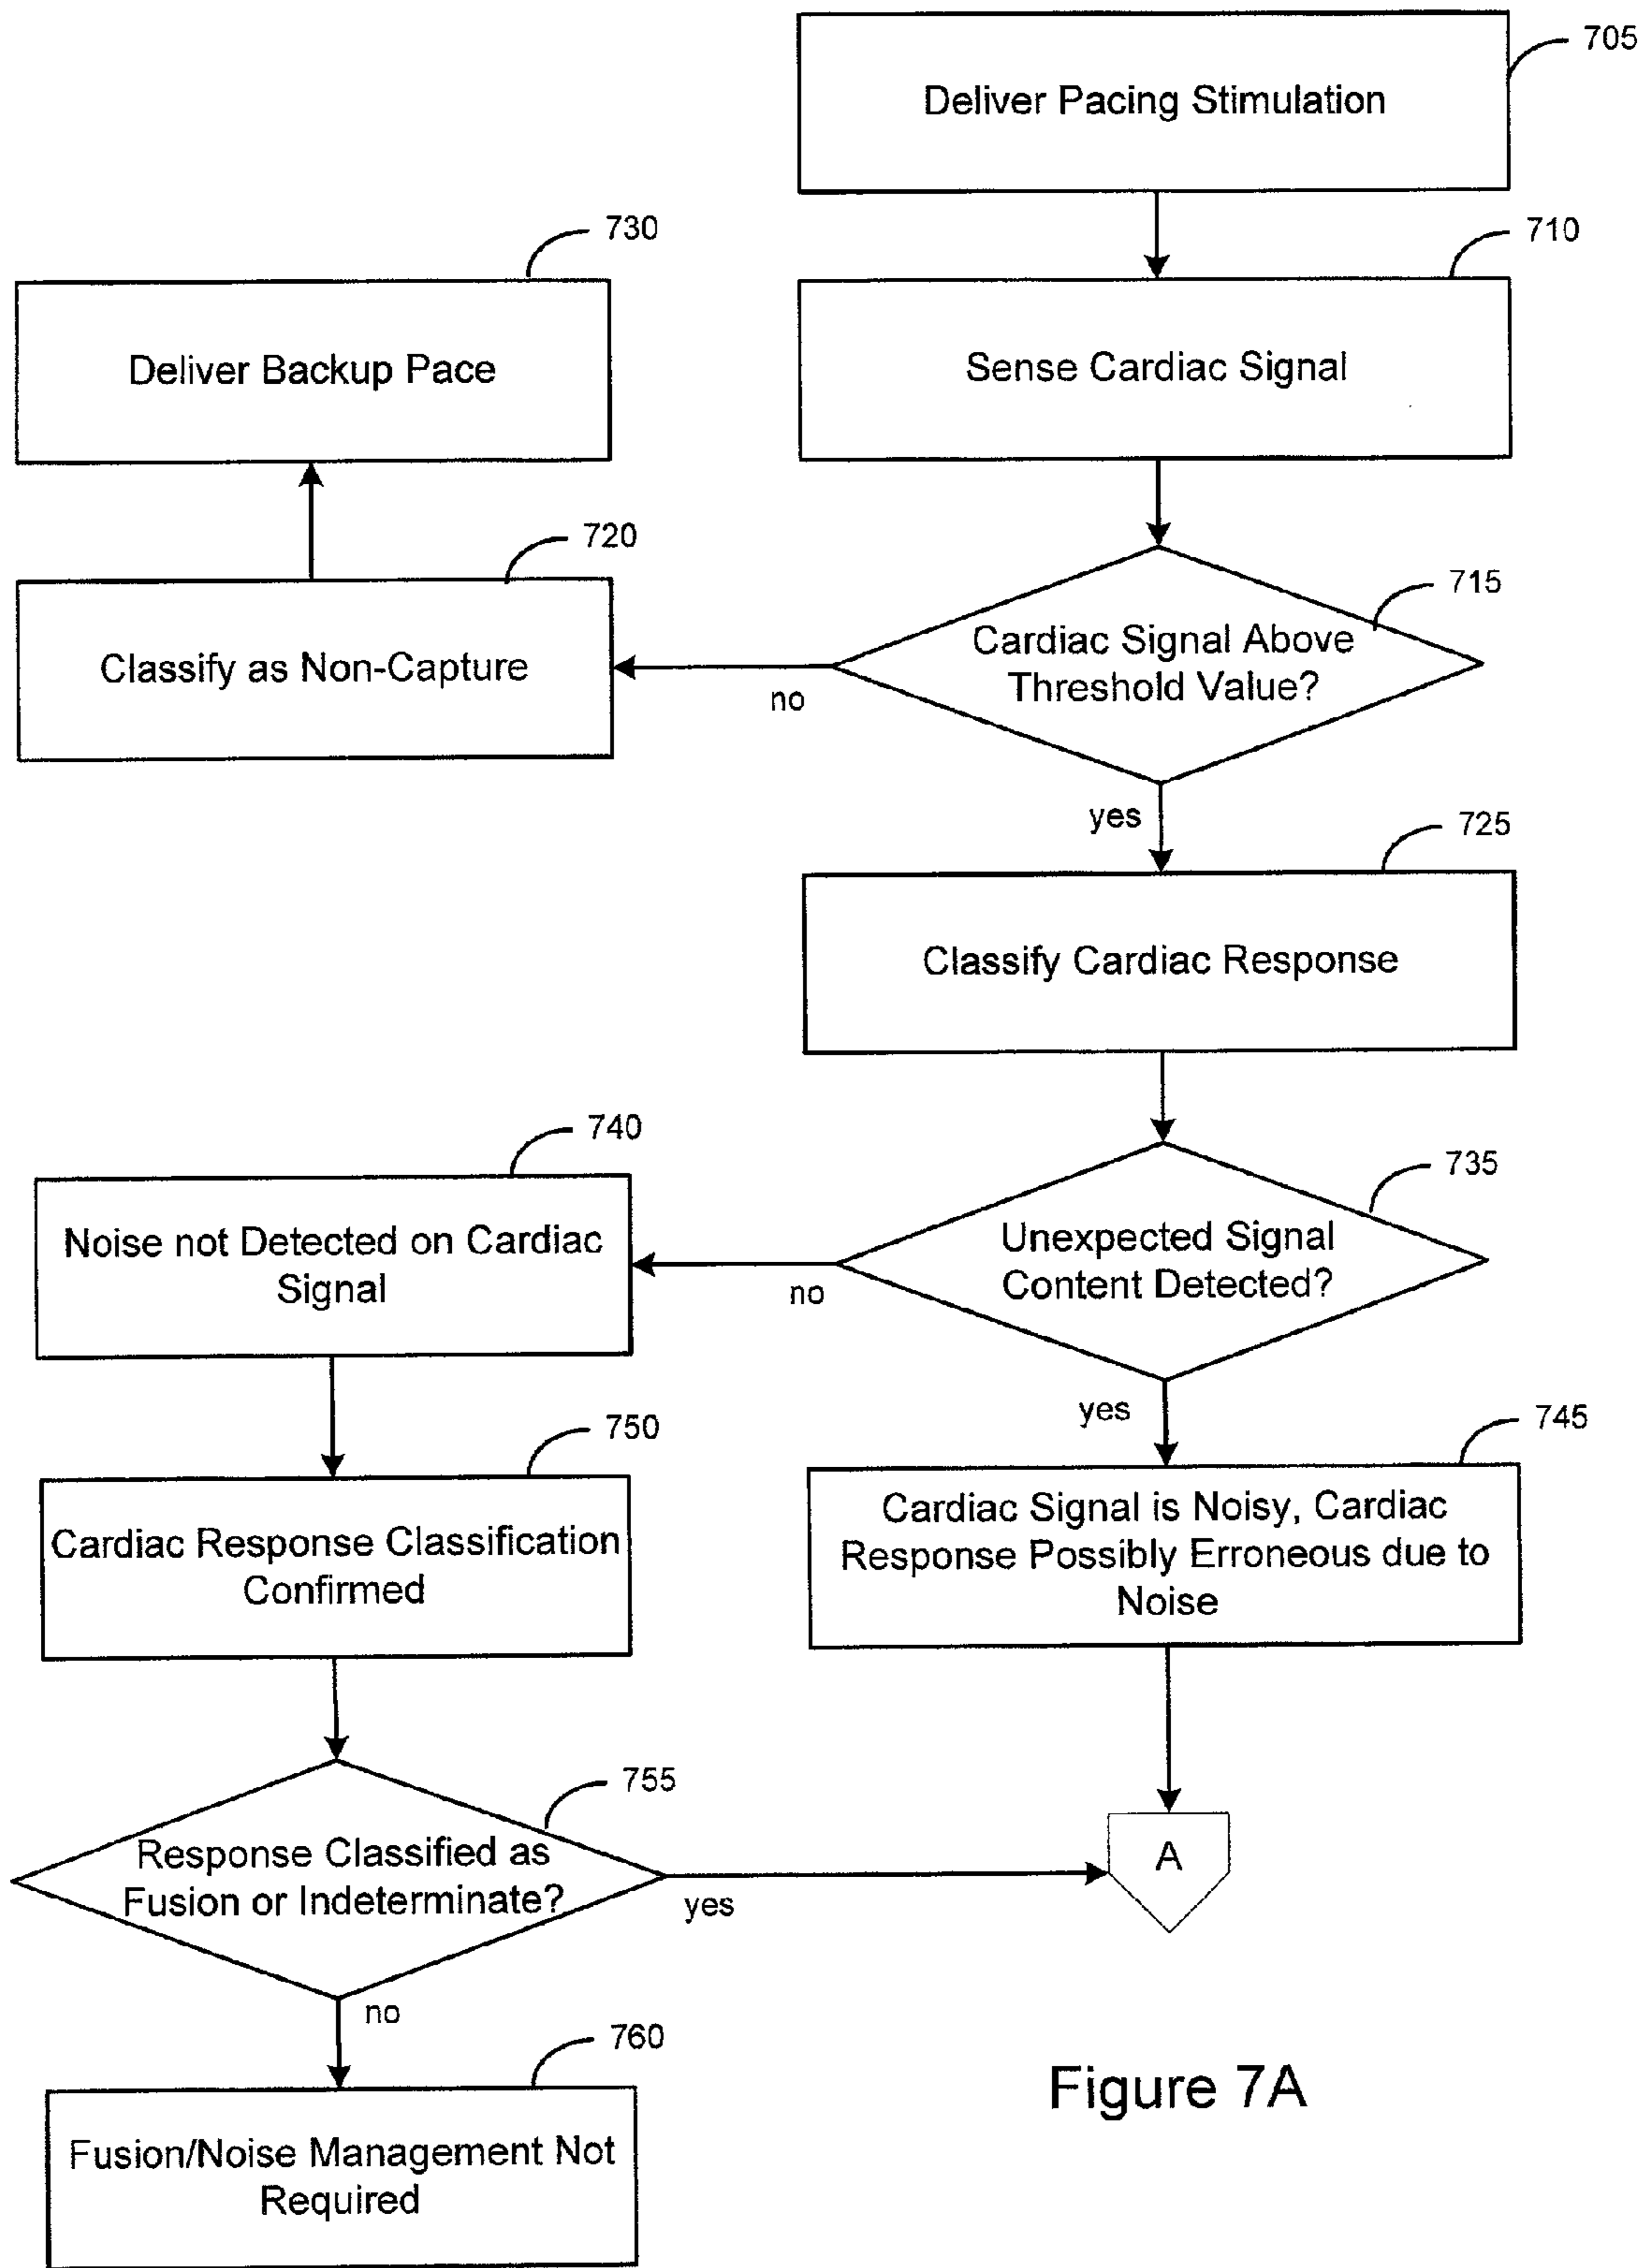 705
Deliver Pacing Stimulation
730
710
Deliver Backup Pace
Sense Cardiac Signal
720
715
Classify as Non-Capture
Cardiac Signal Above
Threshold Value?
no
yes
725
Classify Cardiac Response
740
735
Noise not Detected on Cardiac
Signal
Unexpected Signal
Content Detected?
no
yes
750
745
Cardiac Response Classification
Confirmed
Cardiac Signal is Noisy, Cardiac
Response Possibly Erroneous due to
Noise
755
Response Classified as
Fusion or Indeterminate?
yes
A
no
760
Fusion/Noise Management Not
Required
Figure 7A